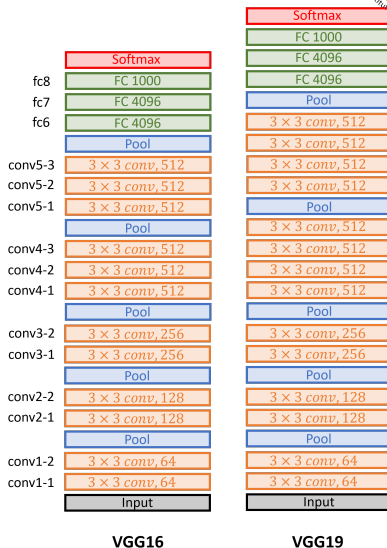 Softmax
fc8 FC 1000
fc7 FC 4096
fc6 FC 4096
Pool
conv5-3 3 × 3 conv, 512
conv5-2 3 × 3 conv, 512
conv5-1 3 × 3 conv, 512
Pool
conv4-3 3 × 3 conv, 512
conv4-2 3 × 3 conv, 512
conv4-1 3 × 3 conv, 512
Pool
conv3-2 3 × 3 conv, 256
conv3-1 3 × 3 conv, 256
Pool
conv2-2 3 × 3 conv, 128
conv2-1 3 × 3 conv, 128
Pool
conv1-2 3 × 3 conv, 64
conv1-1 3 × 3 conv, 64
Input
VGG16
Softmax
FC 1000
FC 4096
FC 4096
Pool
3 × 3 conv, 512
3 × 3 conv, 512
3 × 3 conv, 512
3 × 3 conv, 512
Pool
3 × 3 conv, 512
3 × 3 conv, 512
3 × 3 conv, 512
3 × 3 conv, 512
Pool
3 × 3 conv, 256
3 × 3 conv, 256
Pool
3 × 3 conv, 128
3 × 3 conv, 128
Pool
3 × 3 conv, 64
3 × 3 conv, 64
Input
VGG19